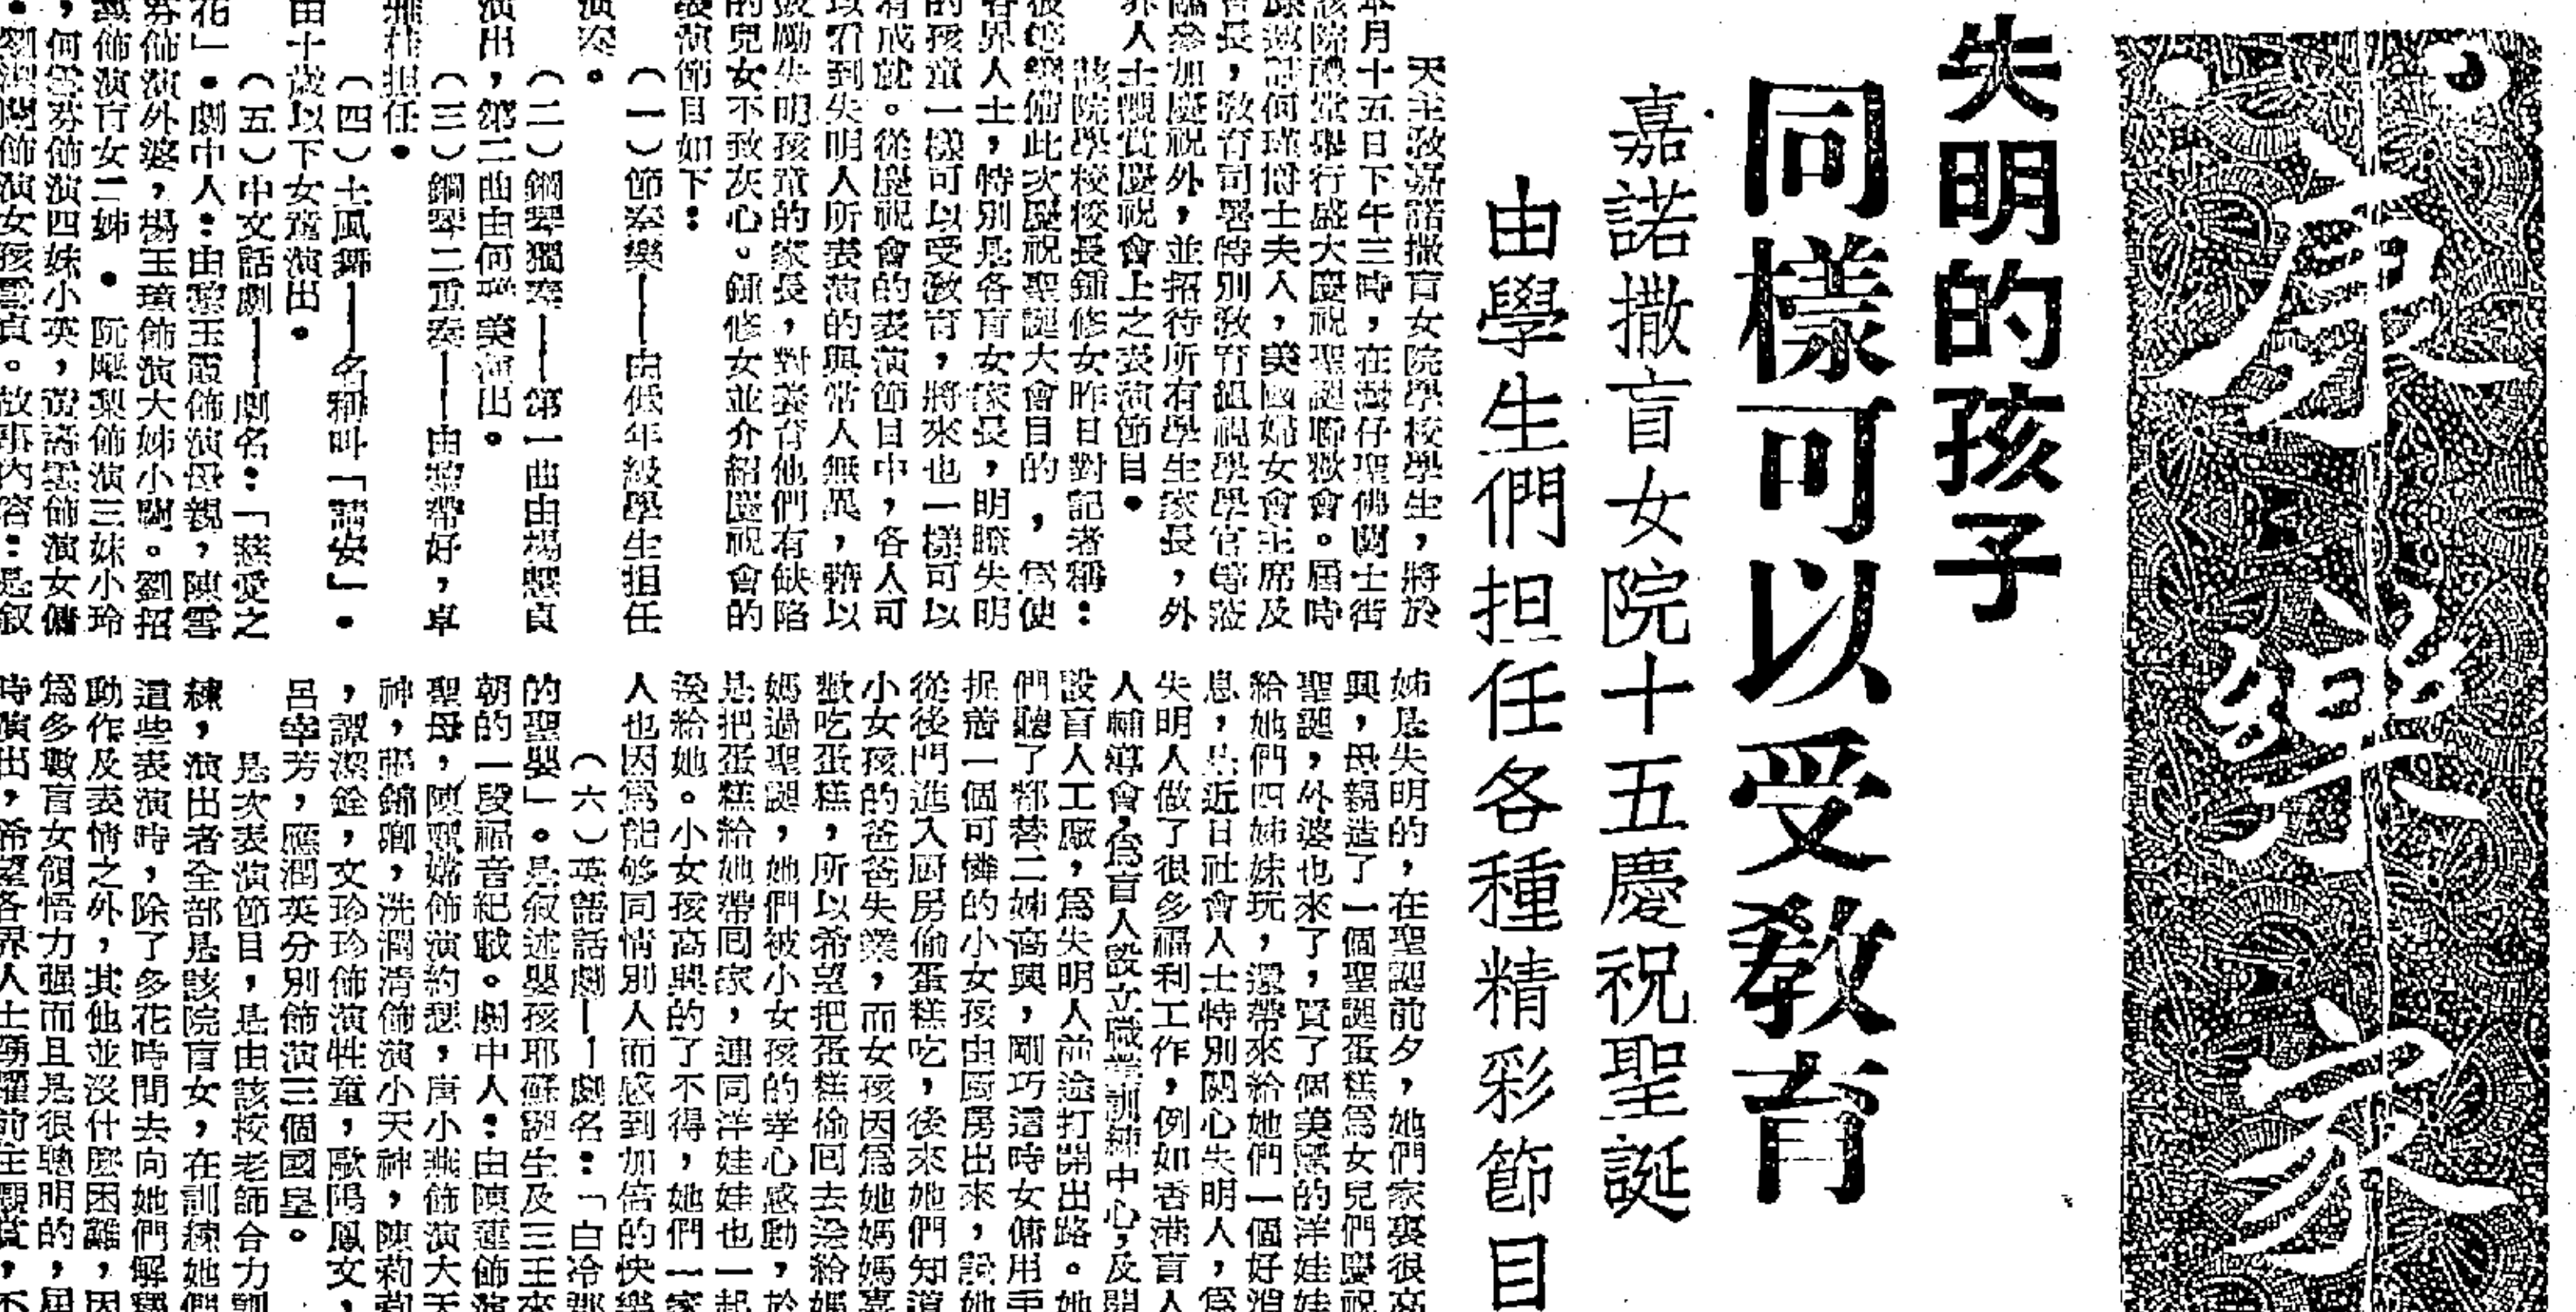 康樂家
失明的孩子
同樣可以受教育
嘉諾撒盲女院十五慶祝聖誕
由學生們担任各種精彩節目
天主教嘉諾撒盲女院學校學生，將於
本月十五日下午三時，在灣仔聖佛蘭士街
該院禮堂舉行盛大慶祝聖誕聯歡會。屆時
除邀請何瑾博士夫人，美國婦女會主席及
會長，教育司署特別教育組視學學官等蒞
臨參加慶祝外，並招待所有學生家長，外
界人士觀賞慶祝會上之表演節目。
該院學校校長鍾修女昨日對記者稱：
彼等籌備此次慶祝聖誕大會目的，爲使
各界人士，特別是各盲女家長，明瞭失明
的孩童一樣可以受教育，將來也一樣可以
有成就。從慶祝會的表演節目中，各人可
以看到失明人所表演的與常人無異，藉以
鼓勵失明孩童的家長，對養育他們有缺陷
的兒女不致灰心。鍾修女並介紹慶祝會的
表演節目如下：
（一）節奏樂——由低年級學生担任
演奏。
（二）鋼琴獨奏——第一曲由楊懸貞
演出，第二曲由何 美演出。
（三）鋼琴二重奏——由 帶好，卓
雅桂担任。
（四）土風舞——名稱叫「請安」。
由十歲以下女童演出。
（五）中文話劇——劇名：「慈愛之
花」。劇中人：由 玉霞飾演母親，陳雪
芬飾演外婆，楊玉璋飾演大姊小蘭。劉招
 飾演盲女二姊。阮 梨飾演三妹小玲
，何雪芬飾演四妹小英，黃 雲飾演女傭
。劉潔蘭飾演女孩雲貞。故事內容：是叙
姊是失明的，在聖誕前夕，她們家裏很高
興，母親造了一個聖誕蛋糕爲女兒們慶祝
聖誕，外婆也來了，買了個美麗的洋娃娃
給她們四姊妹玩，還帶來給她們一個好消
息，是近日社會人士特別關心失明人，爲
失明人做了很多福利工作，例如香港盲人
人輔導會，爲盲人設立職業訓練中心，及開
設盲人工廠，爲失明人前途打開出路。她
們聽了都替二姊高興，剛巧這時女傭用手
抓着一個可憐的小女孩由厨房出來，說她
從後門進入厨房偷蛋糕吃，後來她們知道
小女孩的爸爸失業，而女孩因爲她媽媽喜
歡吃蛋糕，所以希望把蛋糕偷回去送給媽
媽過聖誕，她們被小女孩的孝心感動，於
是把蛋糕給她帶回家，連同洋娃娃也一起
送給她。小女孩高興的了不得，她們一家
人也因爲能够同情別人而感到加倍的快樂
（六）英語話劇——劇名：「白冷郡
的聖嬰」。是叙述嬰孩耶穌誕生及三王來
朝的一段福音紀載。劇中人：由陳蓮飾演
聖母，陳 嫦飾演約瑟，唐小燕飾演大天
神， 錦 ，洗潤清飾演小天神，陳莉莉
，譚潔銓，文珍珍飾演牲童，歐陽鳳文，
呂宰芳，應潤英分別飾演三個國皇。
是次表演節目，是由該校老師合力訓
練，演出者全部是該院盲女，在訓練她們
這些表演時，除了多花時間去向她們解釋
動作及表情之外，其他並沒什麽困難，因
爲多數盲女領悟力强而且是很聰明的，屆
時演出，希望各界人士踴躍前往觀賞，不